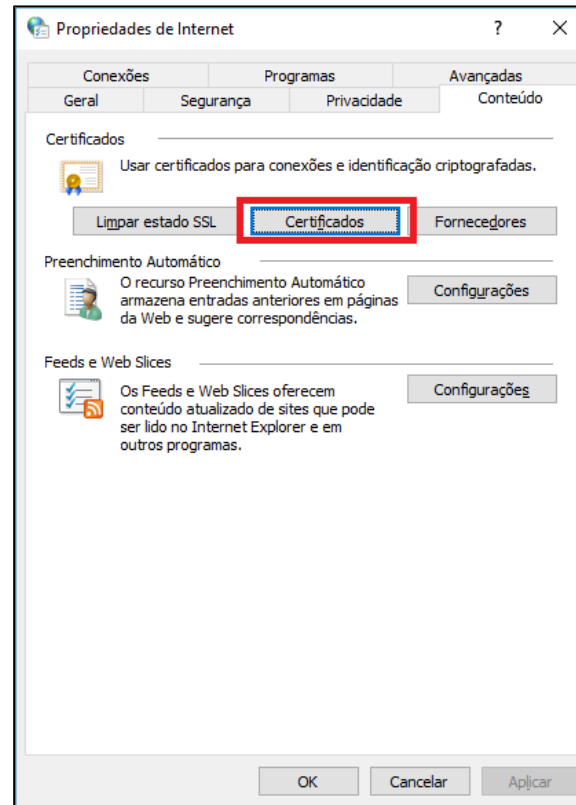 Propriedades de Internet
?
Conexões Programas Avançadas
Geral Segurança Privacidade Conteúdo
Certificados
Usar certificados para conexões e identificação criptografadas.
Limpar estado SSL Certificados Fornecedores
Preenchimento Automático
O recurso Preenchimento Automático
armazena entradas anteriores em páginas
da Web e sugere correspondências.
Configurações
Feeds e Web Slices
Os Feeds e Web Slices oferecem
conteúdo atualizado de sites que pode
ser lido no Internet Explorer e em
outros programas.
Configurações
OK Cancelar Aplicar